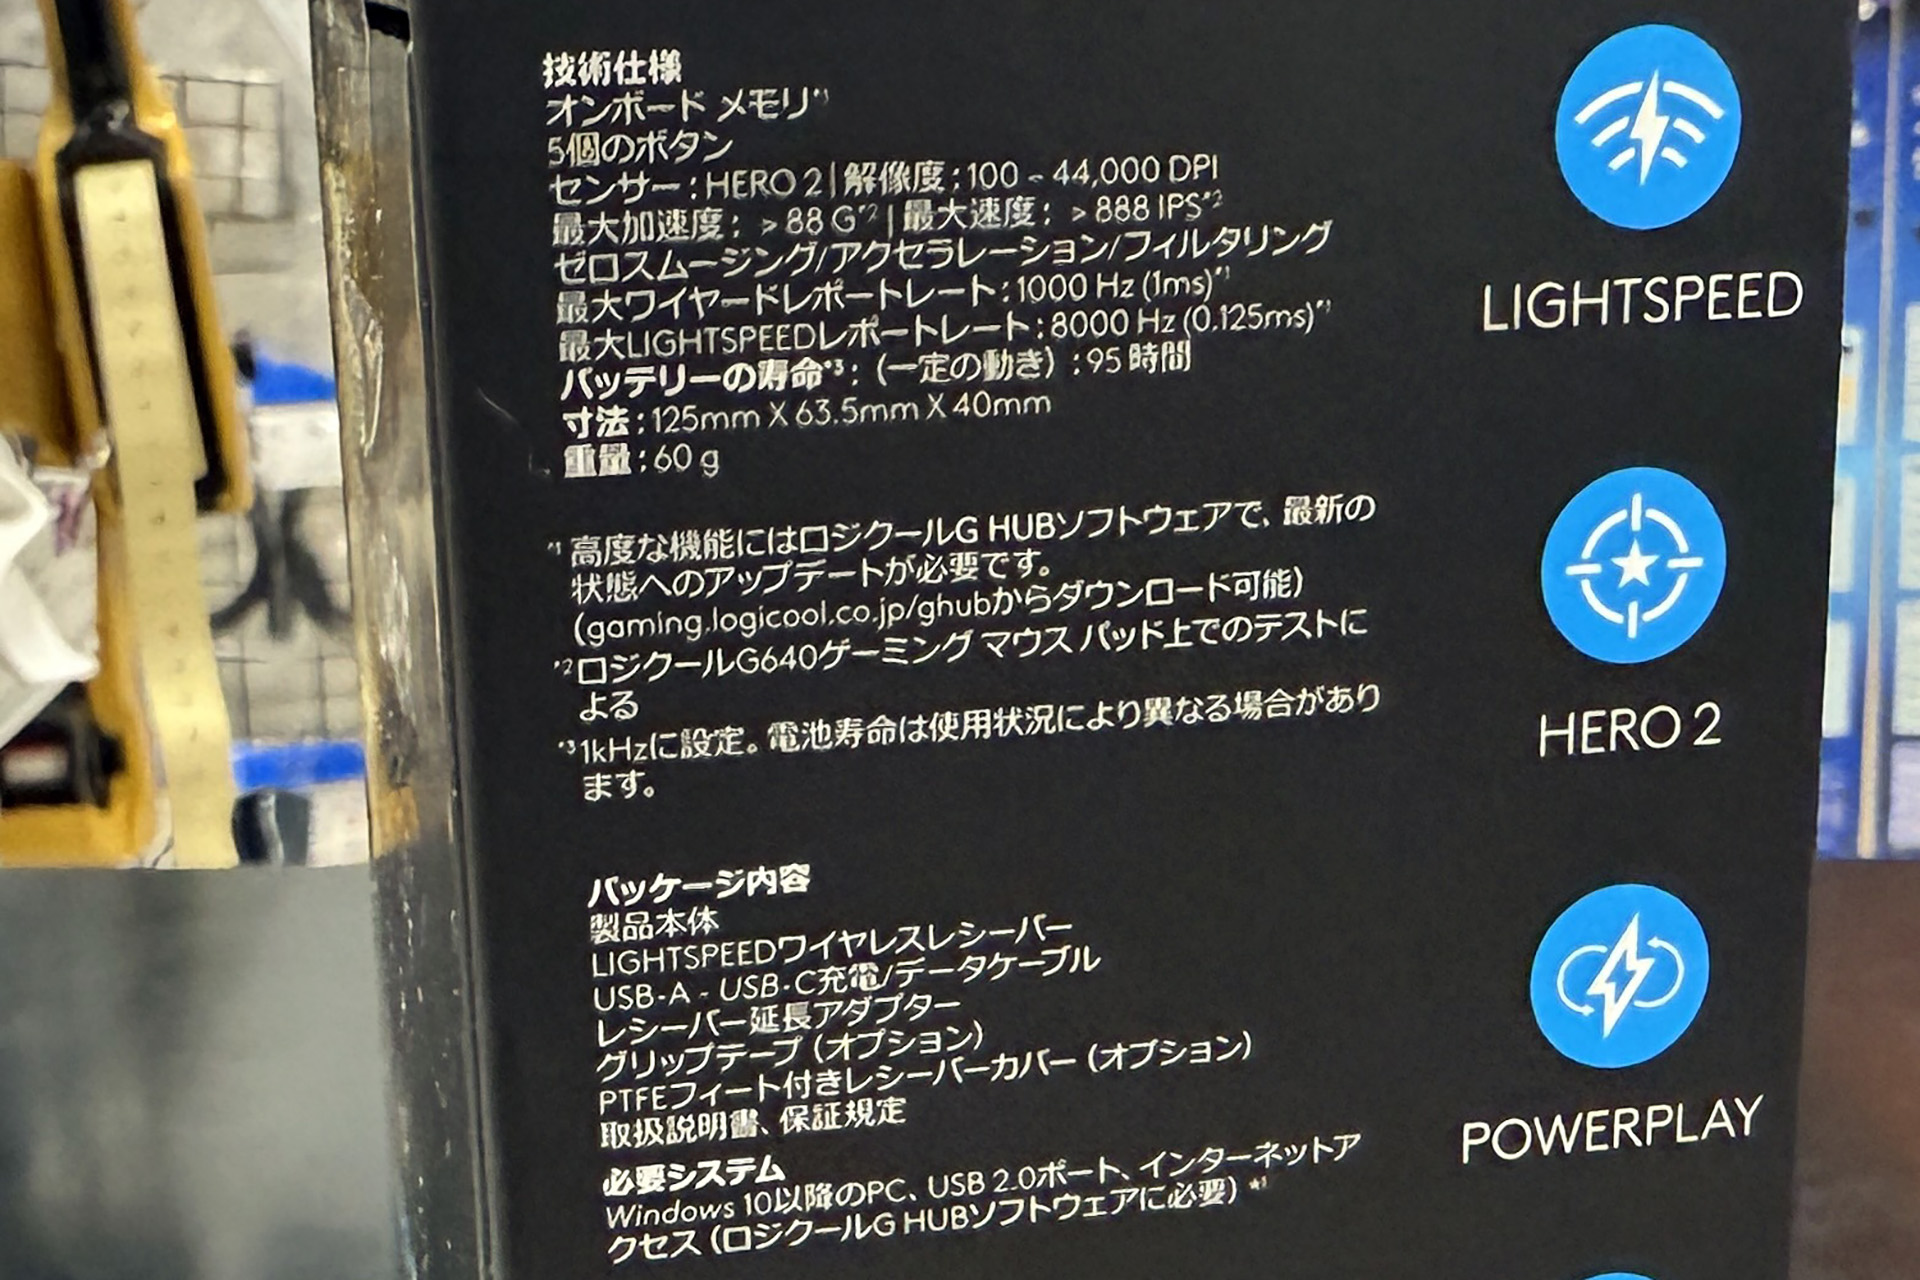 技術仕様
オンボード メモリ*1
5個のボタン
センサー：HERO 2 | 解像度：100 - 44,000 DPI
最大加速度：＞88 G*2 | 最大速度：＞888 IPS*2
ゼロスムージング/アクセラレーション/フィルタリング
最大ワイヤードレポートレート：1000 Hz (1ms)*1
最大LIGHTSPEEDレポートレート：8000 Hz (0.125ms)*1
バッテリーの寿命*3：（一定の動き）：95 時間
寸法：125mm X 63.5mm X 40mm
重量：60 g
*1 高度な機能にはロジクールG HUBソフトウェアで、最新の
状態へのアップデートが必要です。
(gaming.logicool.co.jp/ghubからダウンロード可能)
*2 ロジクールG640ゲーミング マウス パッド上でのテストに
よる
*3 1kHzに設定。電池寿命は使用状況により異なる場合があり
ます。
パッケージ内容
製品本体
LIGHTSPEEDワイヤレスレシーバー
USB-A - USB-C充電/データケーブル
レシーバー延長アダプター
グリップテープ（オプション）
PTFEフィート付きレシーバーカバー（オプション）
取扱説明書、保証規定
必要システム
Windows 10以降のPC、USB 2.0ポート、インターネットア
クセス（ロジクールG HUBソフトウェアに必要）*1
LIGHTSPEED
HERO 2
POWERPLAY